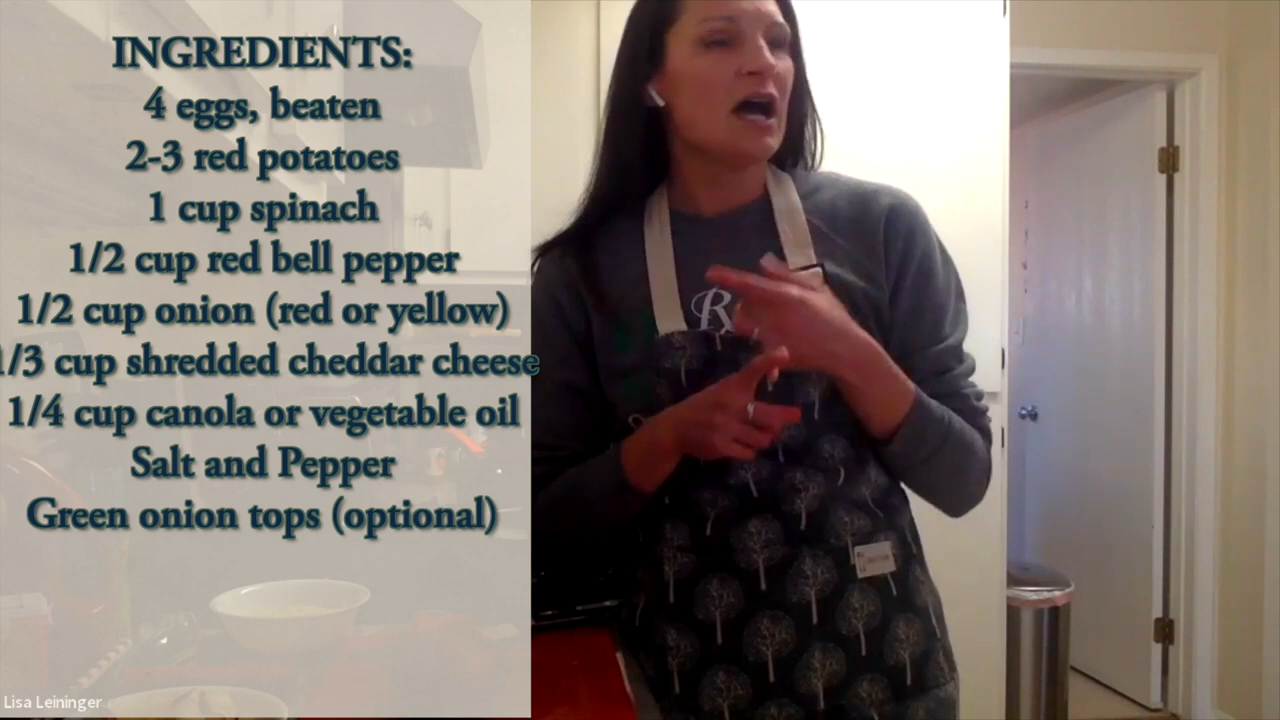 INGREDIENTS:
4 eggs, beaten
2-3 red potatoes
1 cup spinach
1/2 cup red bell pepper
1/2 cup onion (red or yellow)
1/3 cup shredded cheddar cheese
1/4 cup canola or vegetable oil
Salt and Pepper
Green onion tops (optional)
Lisa Leininger